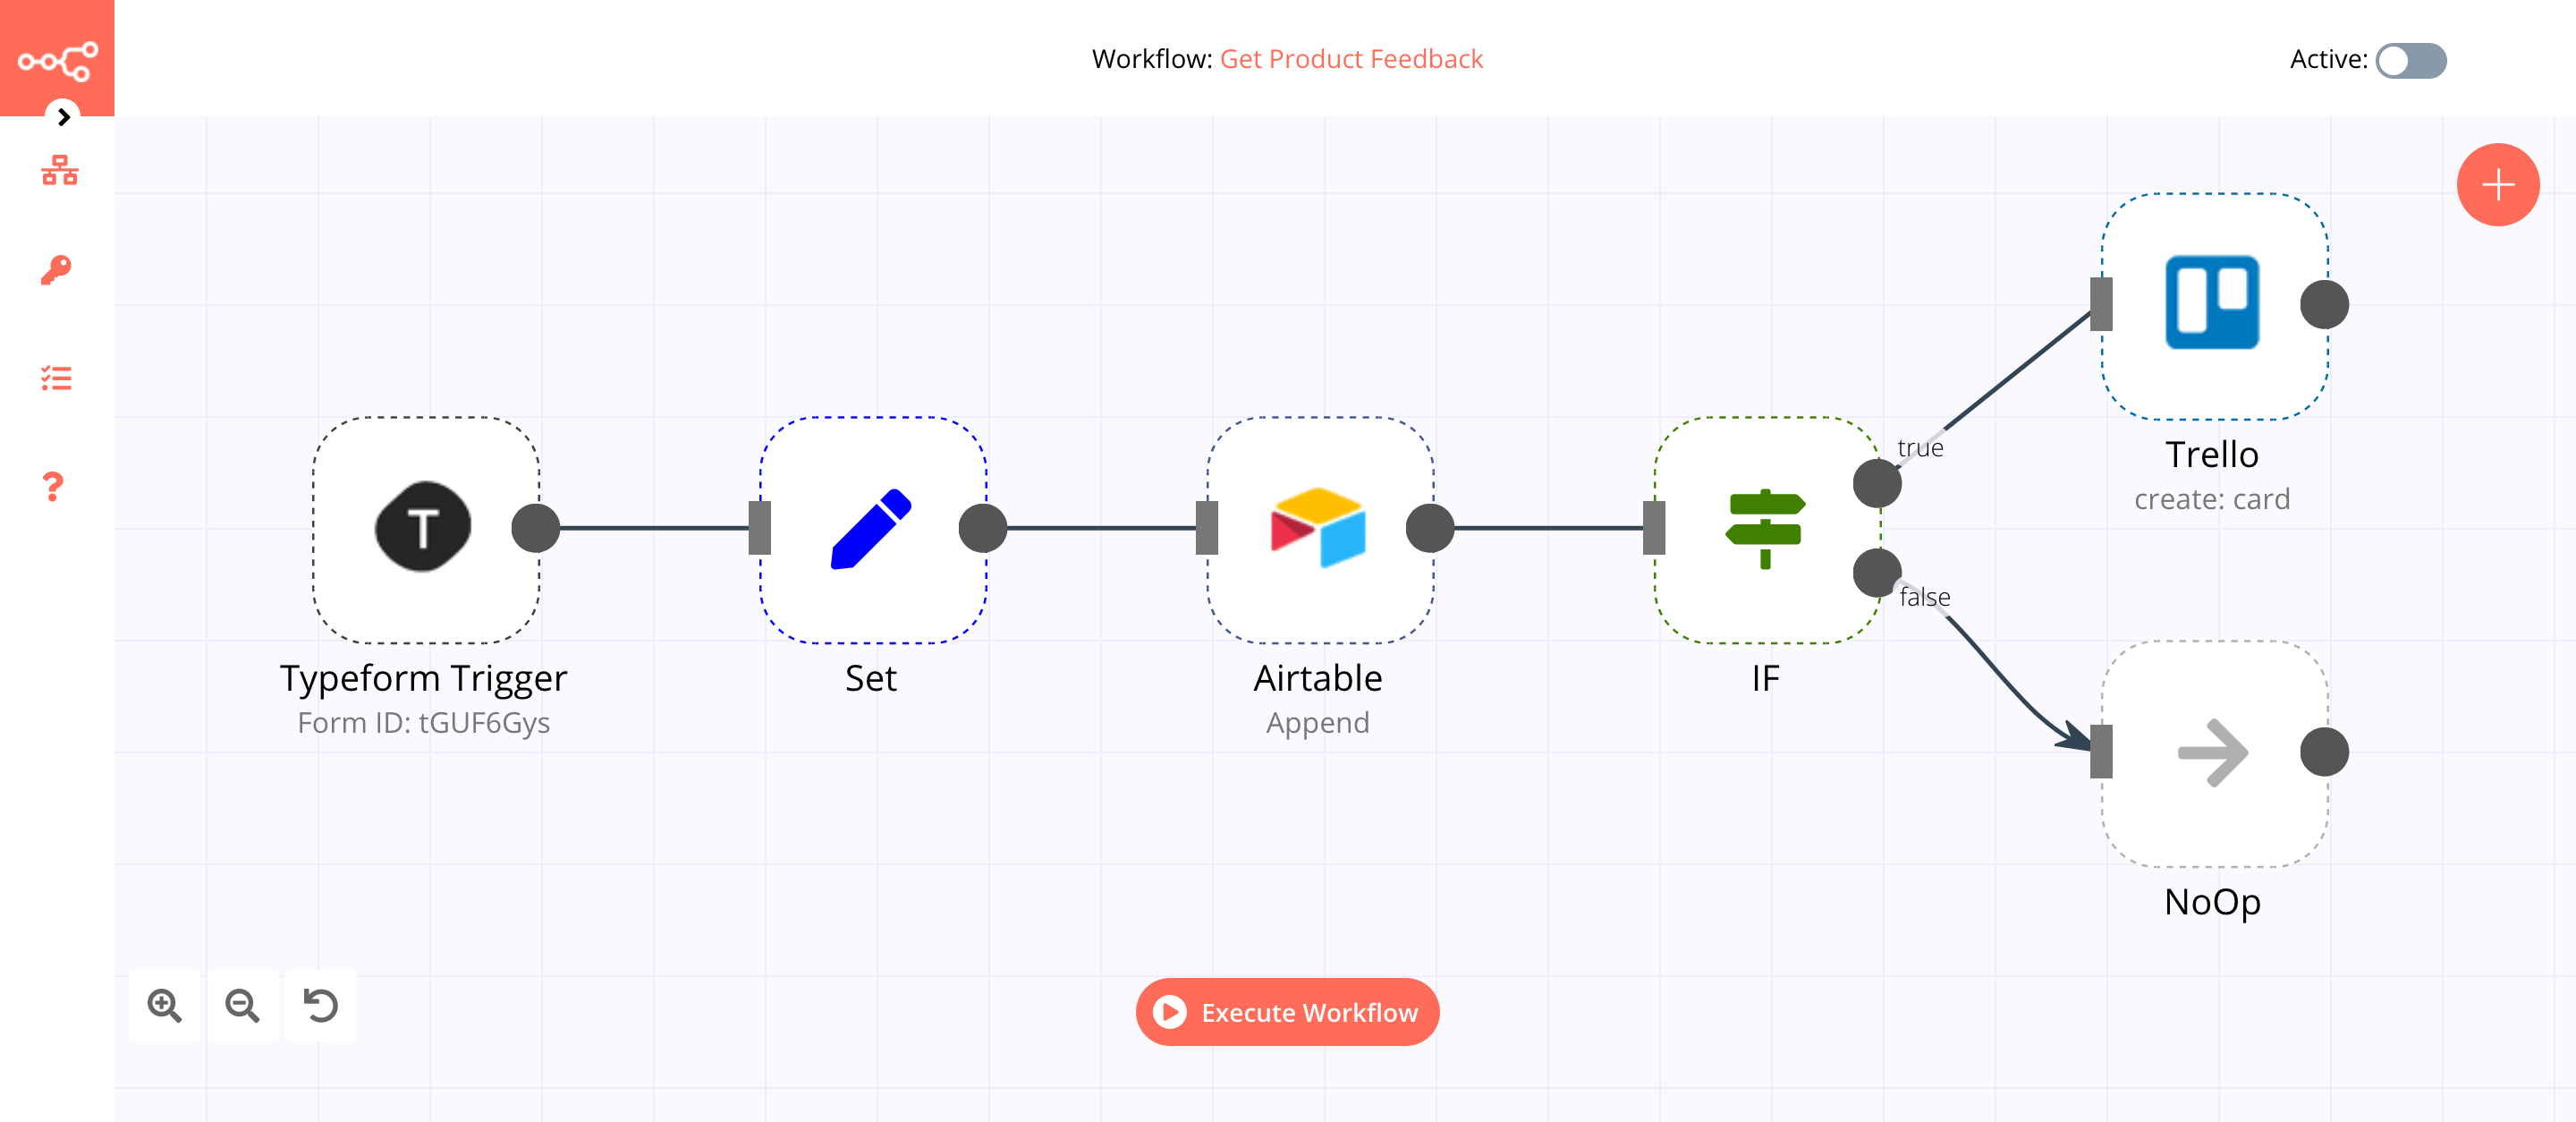 Workflow: Get Product Feedback
Active:
true
Trello
create: card
T
false
Typeform Trigger
Form ID: tGUF6Gys
Set
Airtable
Append
IF
NoOp
Execute Workflow